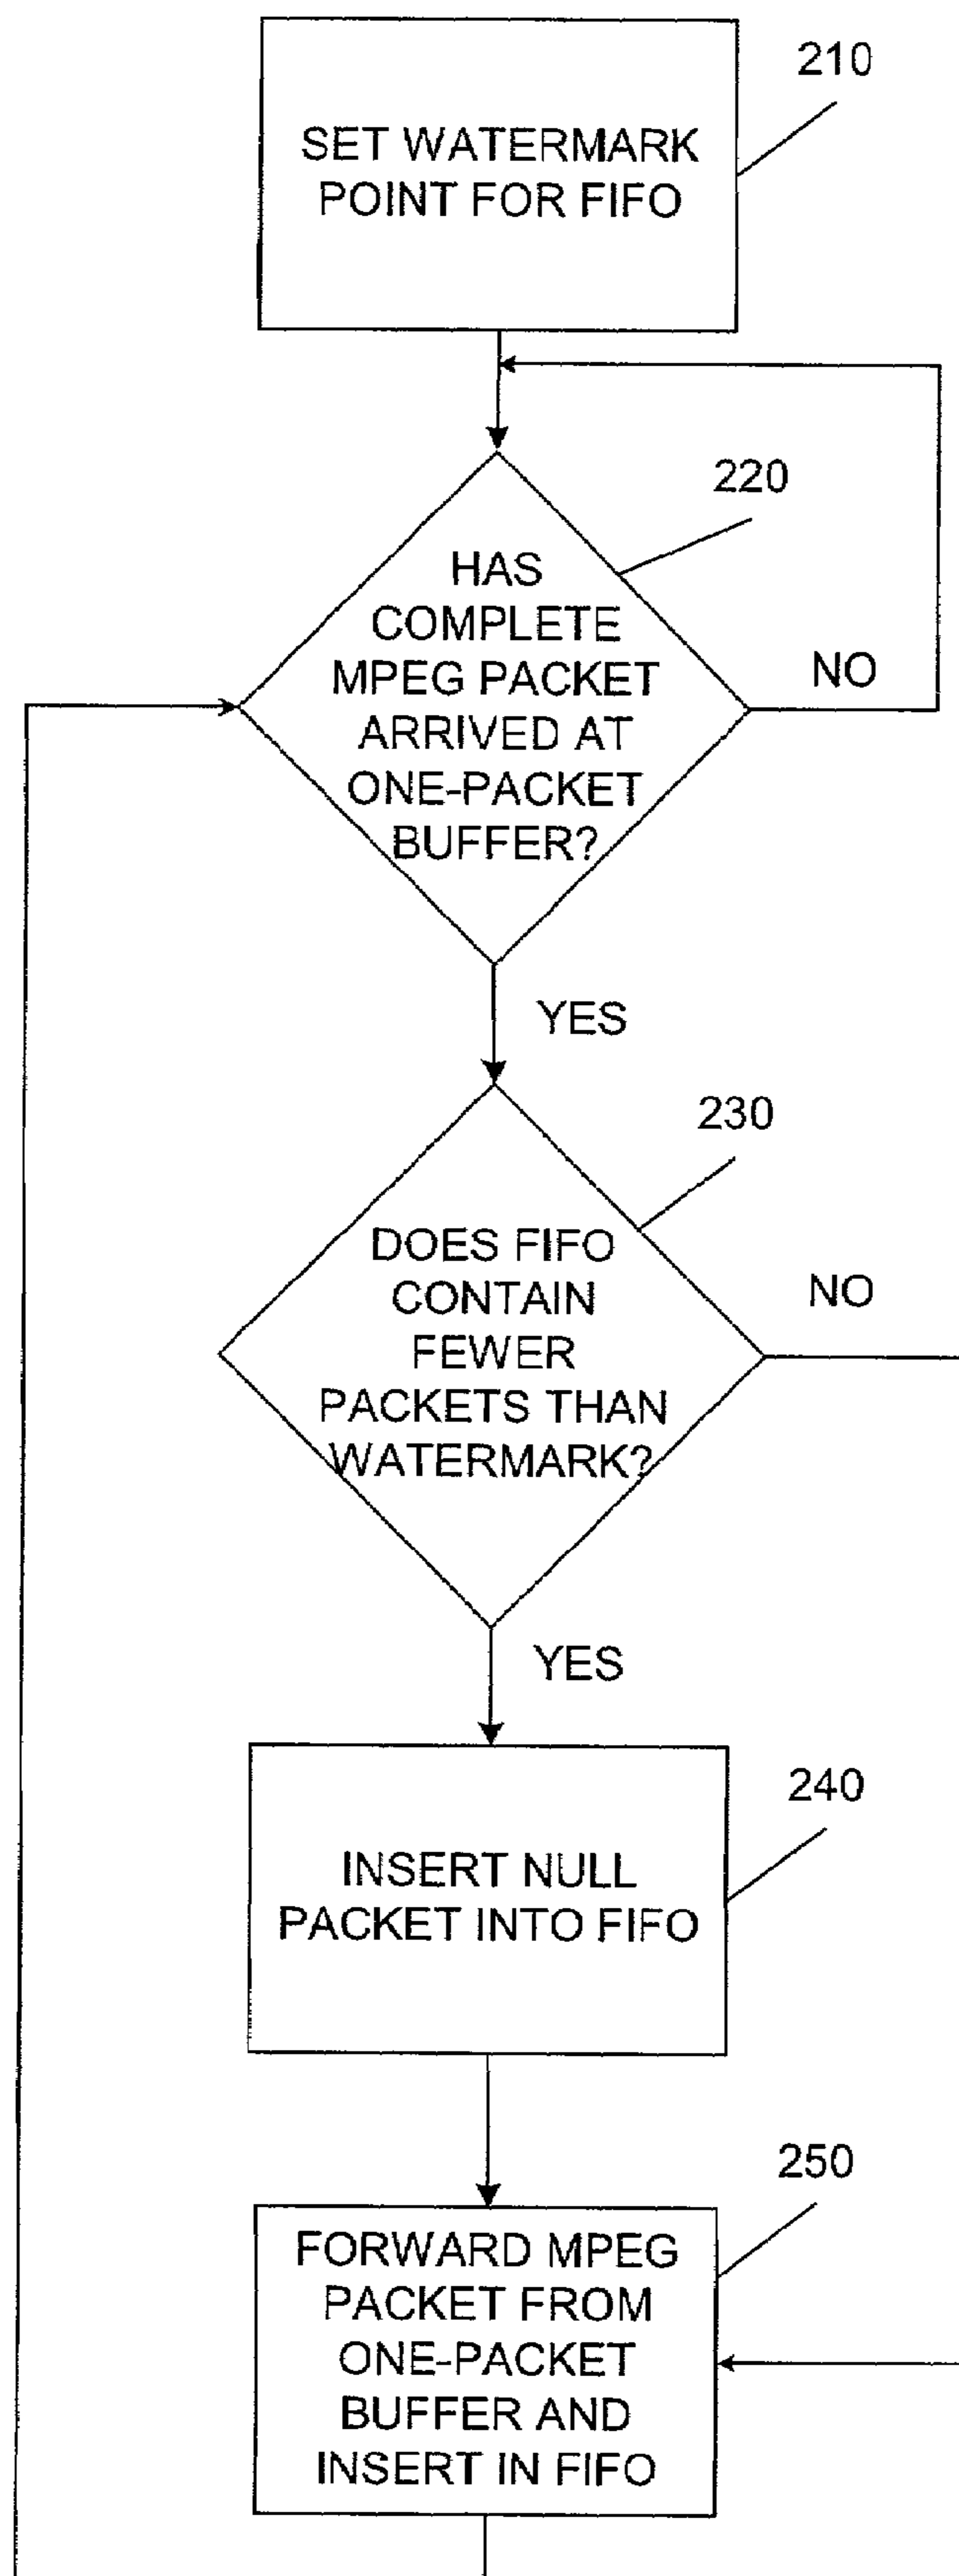 210
SET WATERMARK
POINT FOR FIFO
220
HAS
COMPLETE
MPEG PACKET
ARRIVED AT
ONE-PACKET
BUFFER?
NO
YES
230
DOES FIFO
CONTAIN
FEWER
PACKETS THAN
WATERMARK?
NO
YES
240
INSERT NULL
PACKET INTO FIFO
250
FORWARD MPEG
PACKET FROM
ONE-PACKET
BUFFER AND
INSERT IN FIFO